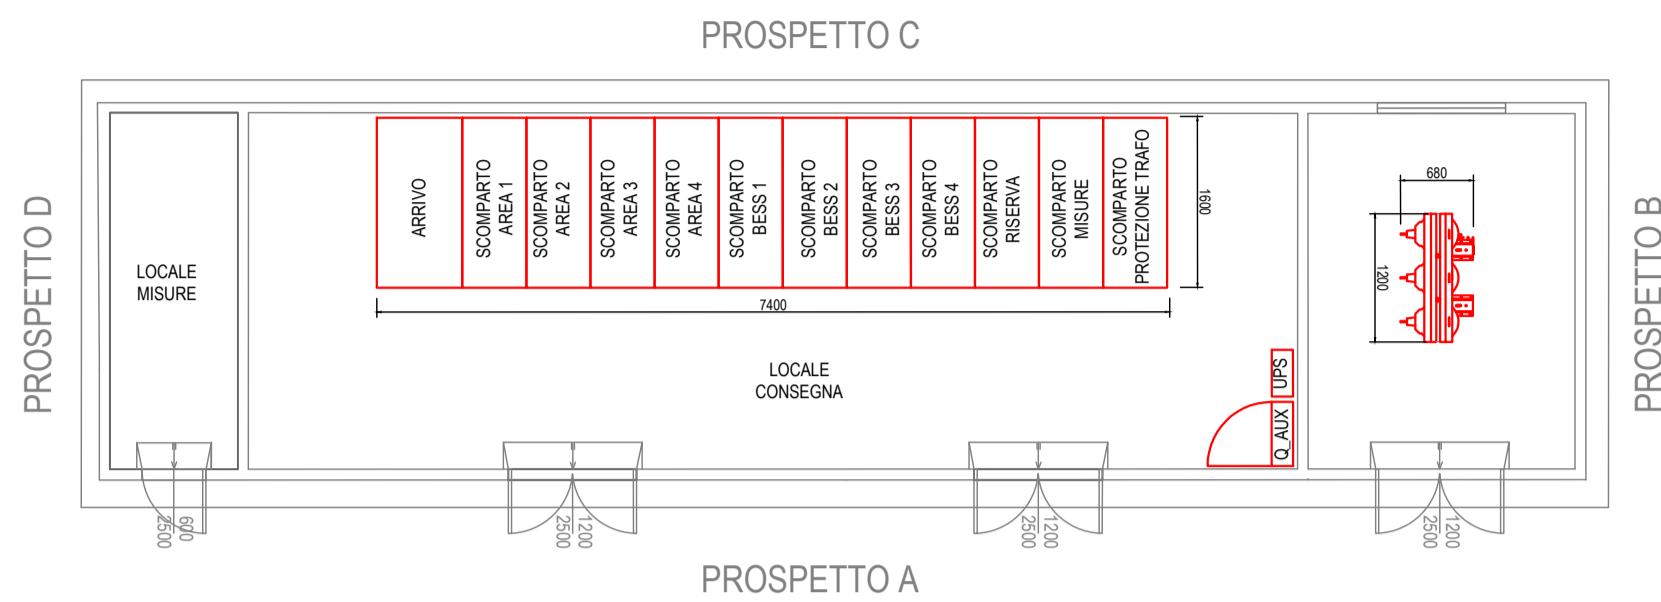 PROSPETTO C
PROSPETTO D
LOCALE
MISURE
ARRIVO
SCOMPARTO
AREA 1
SCOMPARTO
AREA 2
SCOMPARTO
AREA 3
SCOMPARTO
AREA 4
SCOMPARTO
BESS 1
SCOMPARTO
BESS 2
SCOMPARTO
BESS 3
SCOMPARTO
BESS 4
SCOMPARTO
RISERVA
SCOMPARTO
MISURE
SCOMPARTO
PROTEZIONE TRAFO
1600
7400
680
1200
PROSPETTO B
LOCALE
CONSEGNA
UPS
Q_AUX
600
2500
1200
2500
1200
2500
1200
2500
PROSPETTO A